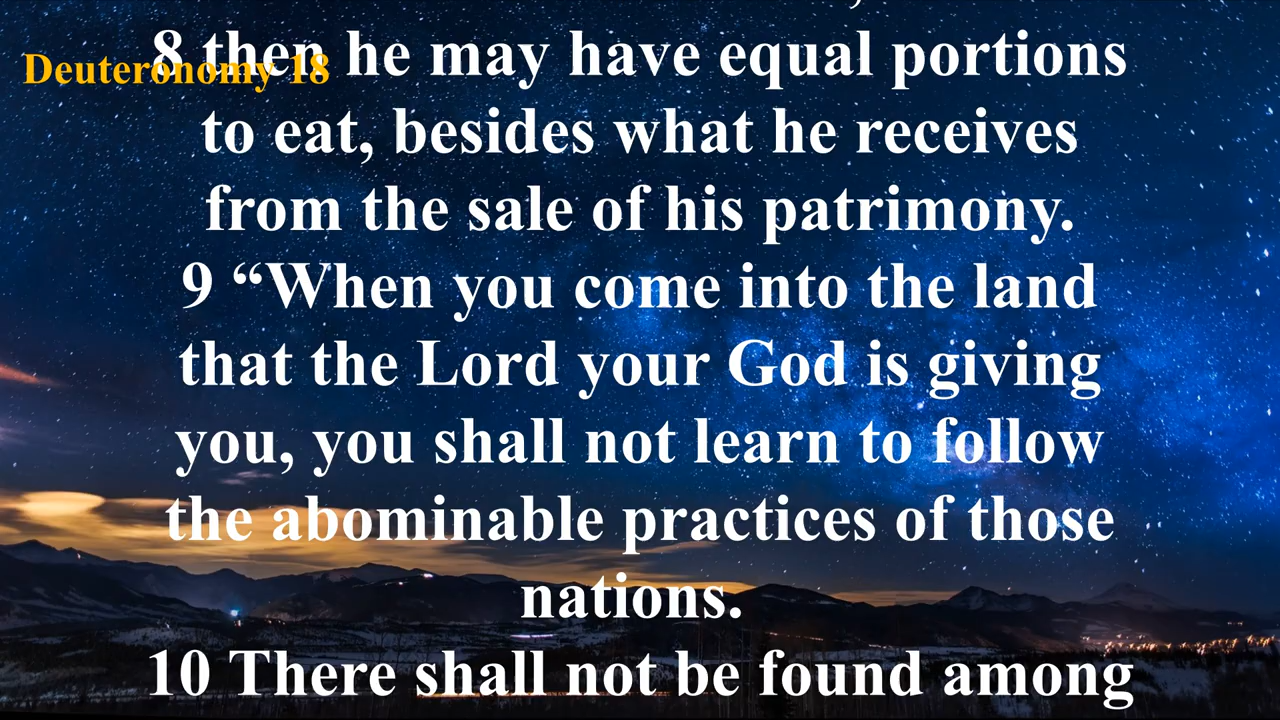 Deuteronomy 18
8 then he may have equal portions
to eat, besides what he receives
from the sale of his patrimony.
9 “When you come into the land
that the Lord your God is giving
you, you shall not learn to follow
the abominable practices of those
nations.
10 There shall not be found among